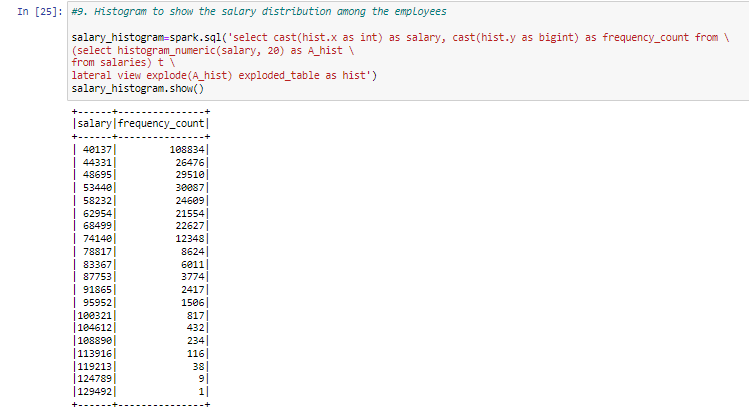 In [25]: #9. Histogram to show the salary distribution among the employees
salary_histogram=spark.sql('select cast(hist.x as int) as salary, cast(hist.y as bigint) as frequency_count from \
(select histogram_numeric(salary, 20) as A_hist \
from salaries) t \
lateral view explode(A_hist) exploded_table as hist')
salary_histogram.show()
+------+---------------+
|salary|frequency_count|
+------+---------------+
| 40137|         108834|
| 44331|          26476|
| 48695|          29510|
| 53440|          30087|
| 58232|          24609|
| 62954|          21554|
| 68499|          22627|
| 74140|          12348|
| 78817|           8624|
| 83367|           6011|
| 87753|           3774|
| 91865|           2417|
| 95952|           1506|
|100321|            817|
|104612|            432|
|108890|            234|
|113916|            116|
|119213|             38|
|124789|              9|
|129492|              1|
+------+---------------+